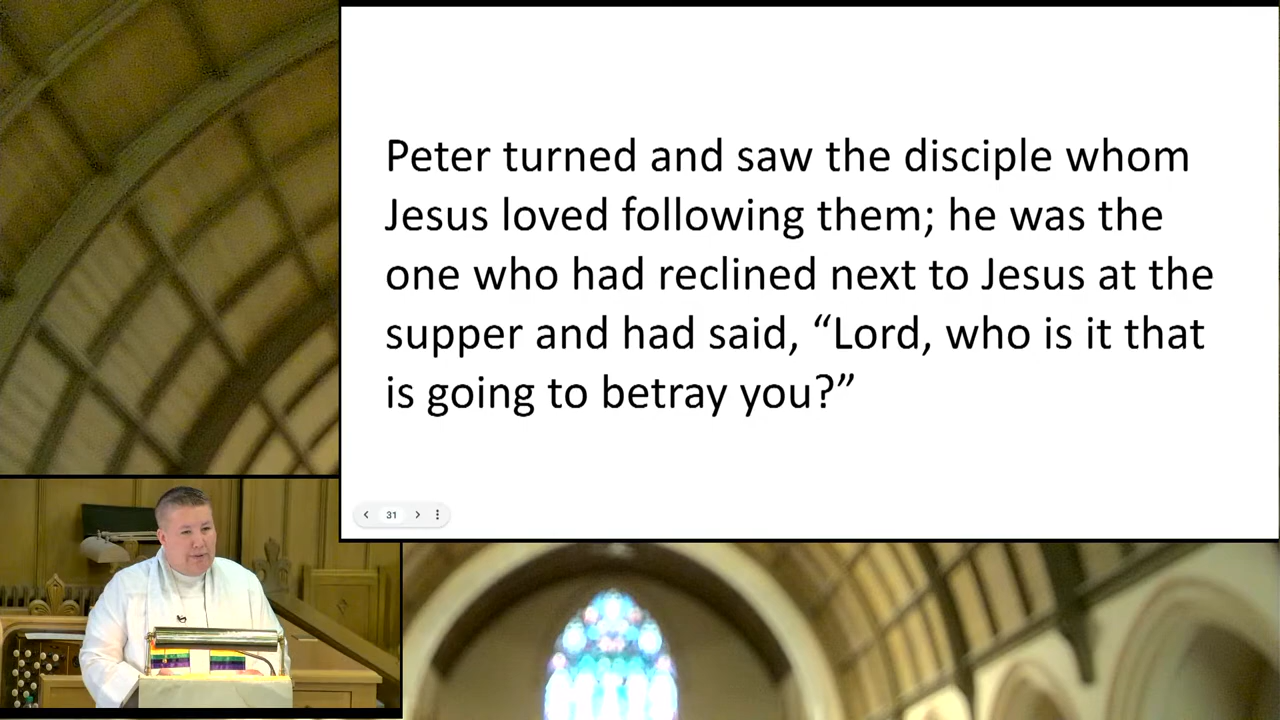 Peter turned and saw the disciple whom
Jesus loved following them; he was the
one who had reclined next to Jesus at the
supper and had said, “Lord, who is it that
is going to betray you?”
31